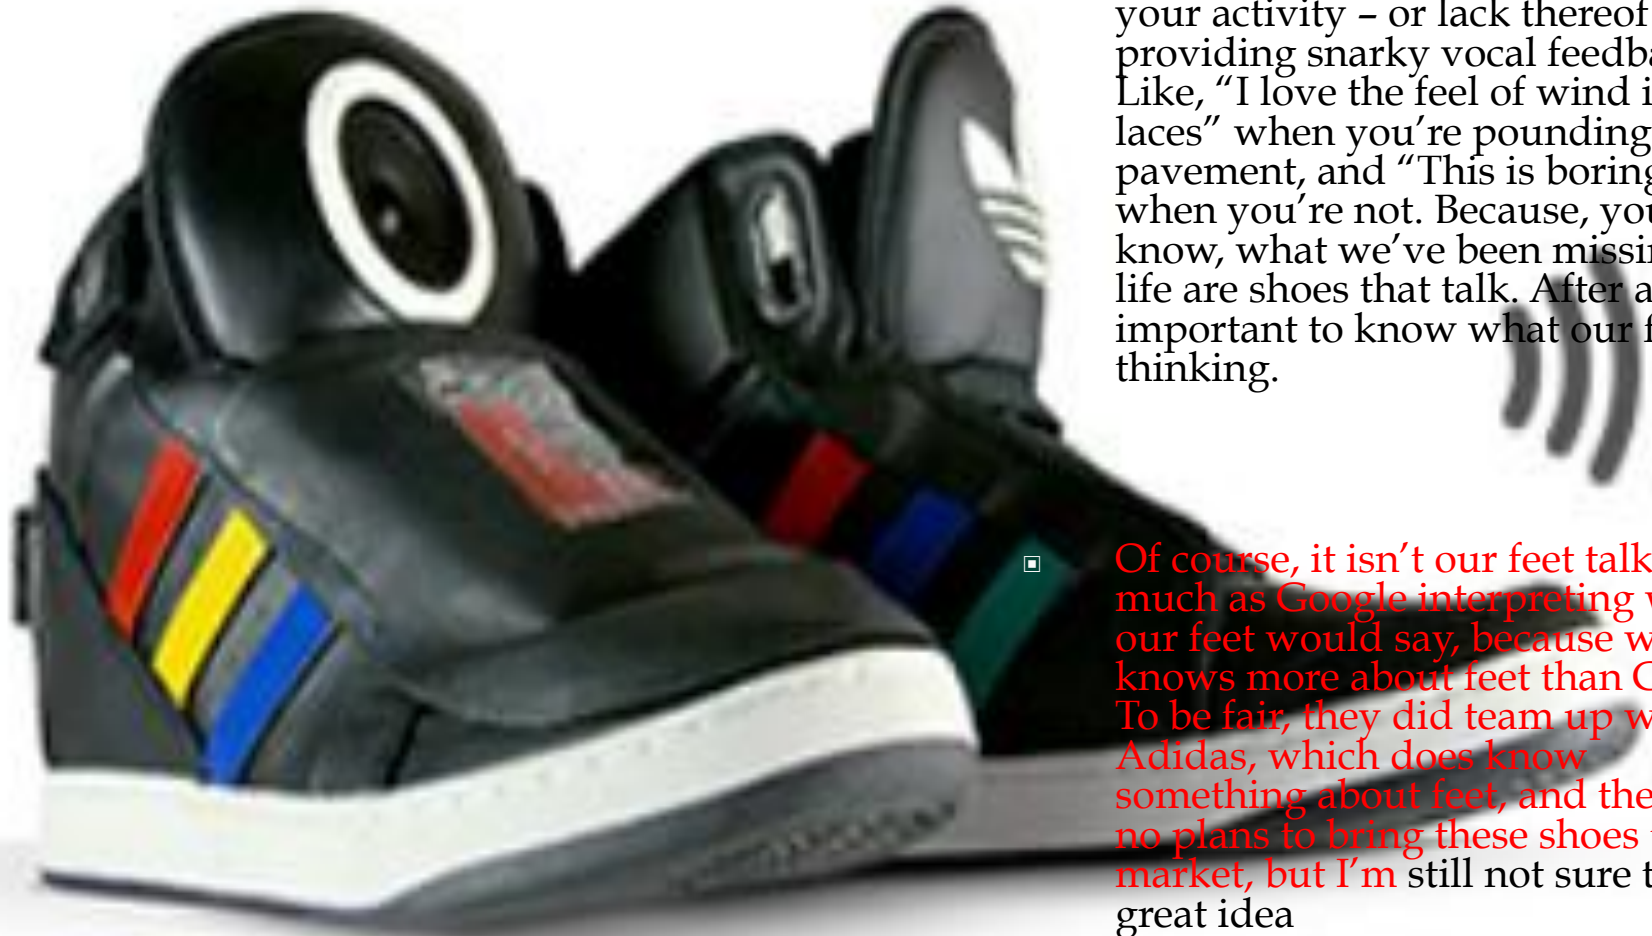 your activity – or lack thereof
providing snarky vocal feedba
Like, “I love the feel of wind i
laces” when you’re pounding
pavement, and “This is boring
when you’re not. Because, you
know, what we’ve been missin
life are shoes that talk. After a
important to know what our f
thinking.
Of course, it isn’t our feet talk
much as Google interpreting w
our feet would say, because w
knows more about feet than G
To be fair, they did team up w
Adidas, which does know
something about feet, and the
no plans to bring these shoes t
market, but I’m still not sure t
great idea